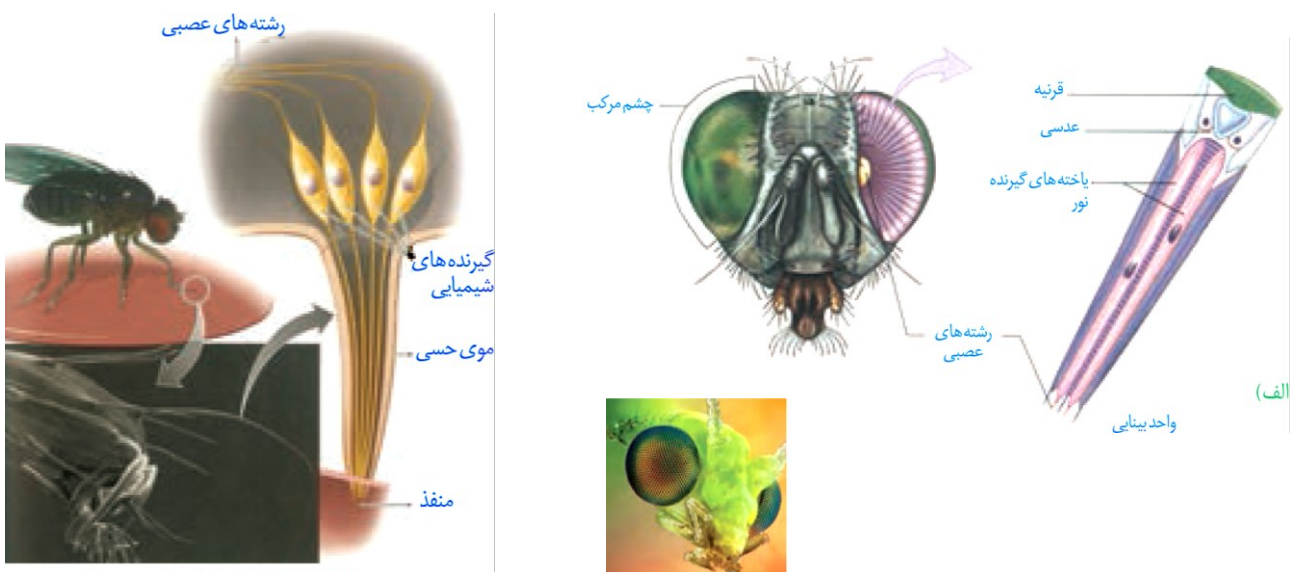 رشته‌های عصبی
گیرنده‌های
شیمیایی
موی حسی
منفذ
چشم مرکب
قرنیه
عدسی
یاخته‌های گیرنده
نور
رشته‌های
عصبی
واحد بینایی
الف)